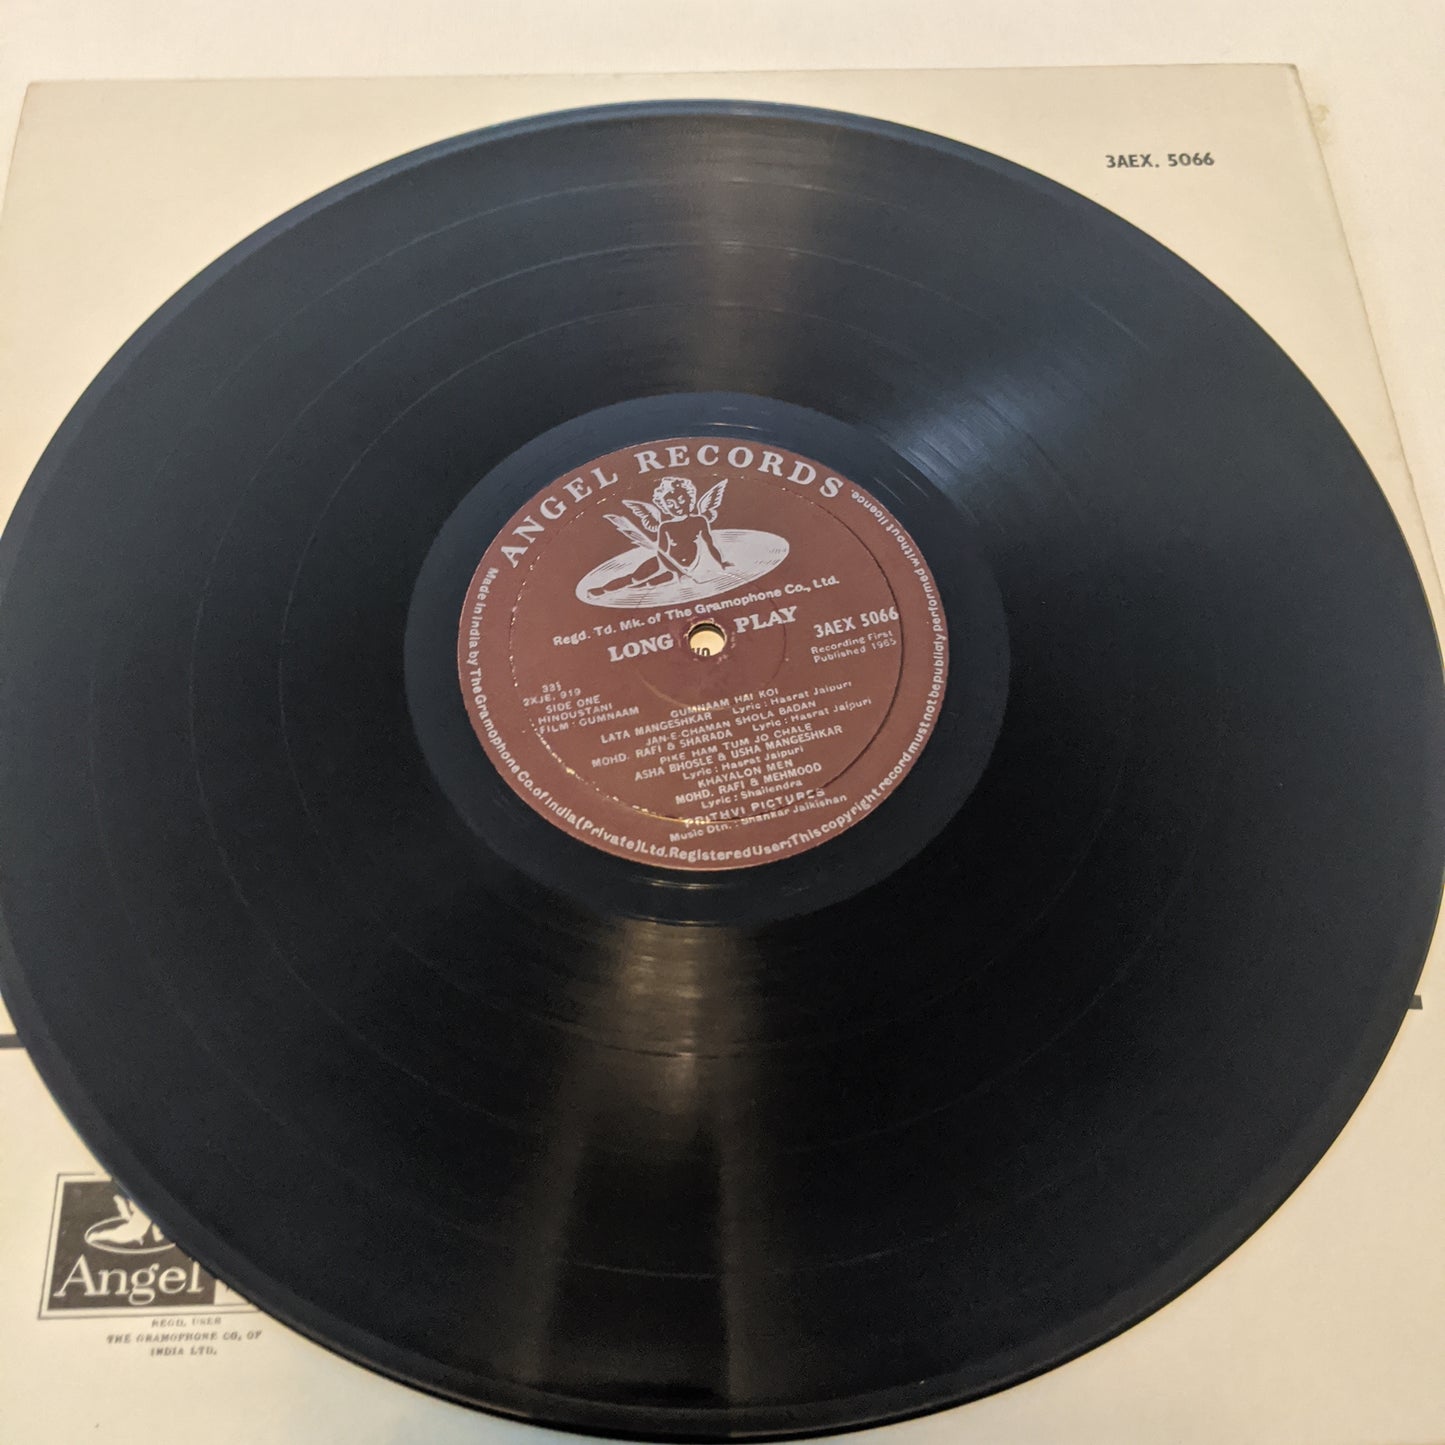 3AEX. 5066
ANGEL RECORDS
Regd. Td. Mk. of The Gramophone Co., Ltd.
LONG PLAY
3AEX 5066
Recording First
Published 1965
33⅓
2XJE. 919
SIDE ONE
HINDUSTANI
FILM : GUMNAAM
GUMNAAM HAI KOI
LATA MANGESHKAR Lyric : Hasrat Jaipuri
JAN-E-CHAMAN SHOLA BADAN
MOHD. RAFI & SHARADA Lyric : Hasrat Jaipuri
PIKE HAM TUM JO CHALE
ASHA BHOSLE & USHA MANGESHKAR
Lyric : Hasrat Jaipuri
KHAYALON MEN
MOHD. RAFI & MEHMOOD
Lyric : Shailendra
PRITHVI PICTURES
Music Dtn. : Shankar Jaikishan
Made in India by The Gramophone Co. of India (Private) Ltd. Registered User: This copyright record must not be publicly performed without licence.
Angel
REGD. USER
THE GRAMOPHONE CO. OF
INDIA LTD.